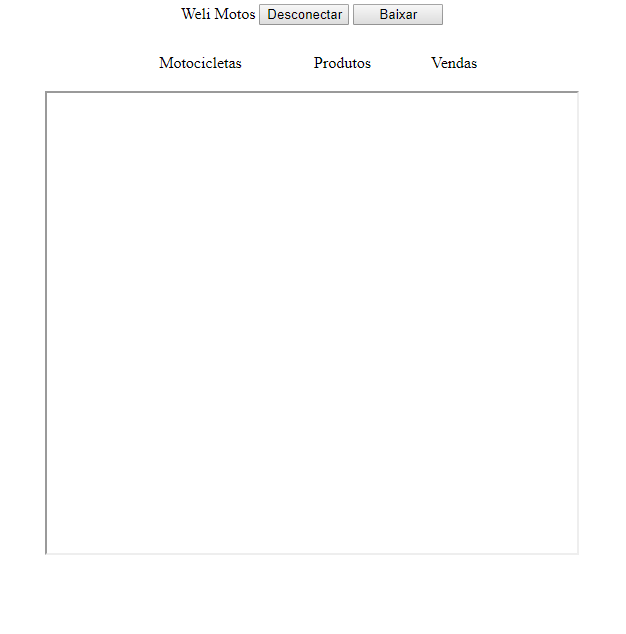 Weli Motos Desconectar Baixar
Motocicletas Produtos Vendas